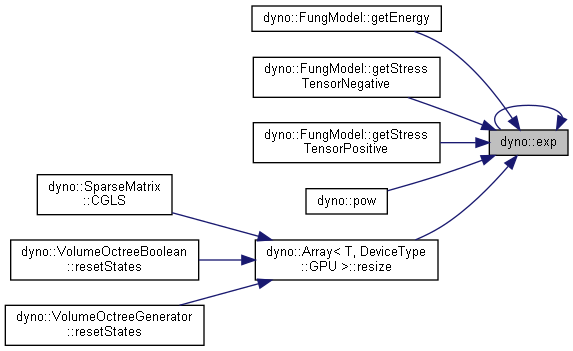 dyno::FungModel::getEnergy
dyno::FungModel::getStress
TensorNegative
dyno::exp
dyno::FungModel::getStress
TensorPositive
dyno::SparseMatrix
::CGLS
dyno::pow
dyno::VolumeOctreeBoolean
::resetStates
dyno::Array< T, DeviceType
::GPU >::resize
dyno::VolumeOctreeGenerator
::resetStates